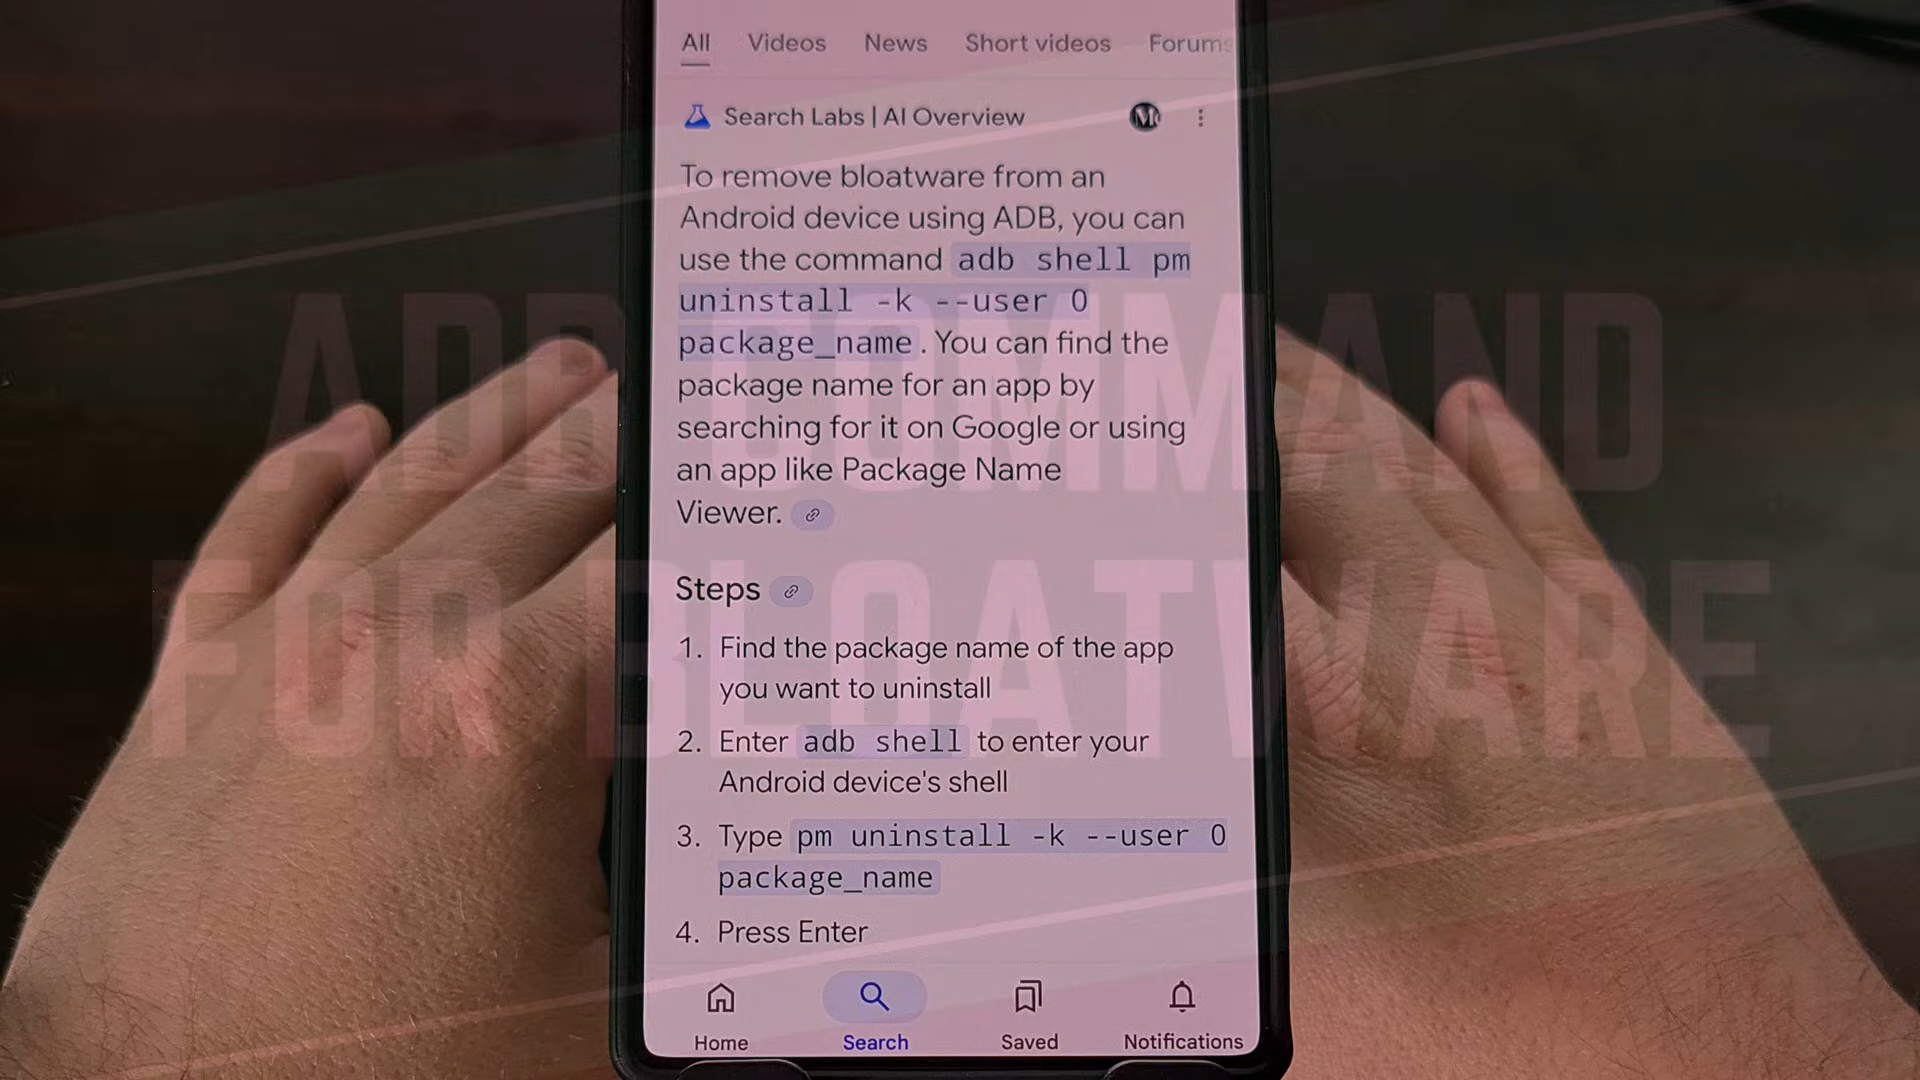 All Videos News Short videos Forums
Search Labs | AI Overview
To remove bloatware from an
Android device using ADB, you can
use the command adb shell pm
uninstall -k --user 0
package_name. You can find the
package name for an app by
searching for it on Google or using
an app like Package Name
Viewer.
Steps
1. Find the package name of the app
you want to uninstall
2. Enter adb shell to enter your
Android device's shell
3. Type pm uninstall -k --user 0
package_name
4. Press Enter
Home Search Saved Notifications
ADB COMMAND
FOR BLOATWARE